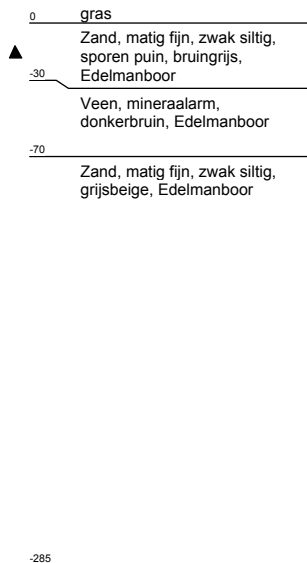 0 gras
Zand, matig fijn, zwak siltig,
sporen puin, bruingrijs,
-30 Edelmanboor
Veen, mineraalarm,
donkerbruin, Edelmanboor
-70
Zand, matig fijn, zwak siltig,
grijsbeige, Edelmanboor
-285